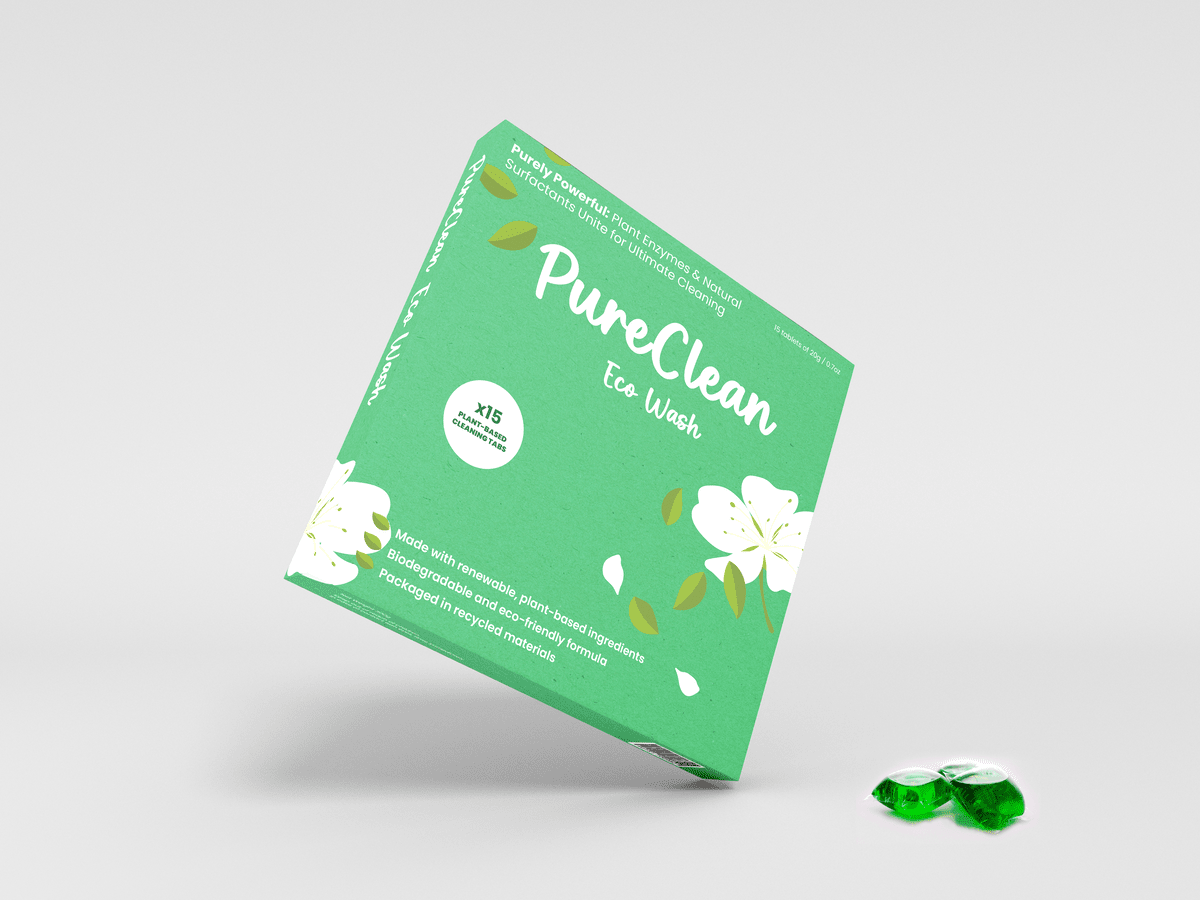 Purely Powerful: Plant Enzymes & Natural
Surfactants Unite for Ultimate Cleaning
15 tablets of 20g / 0.7oz
PureClean
Eco Wash
PureClean Eco Wash
x15
PLANT-BASED
CLEANING TABS
Made with renewable, plant-based ingredients
Biodegradable and eco-friendly formula
Packaged in recycled materials